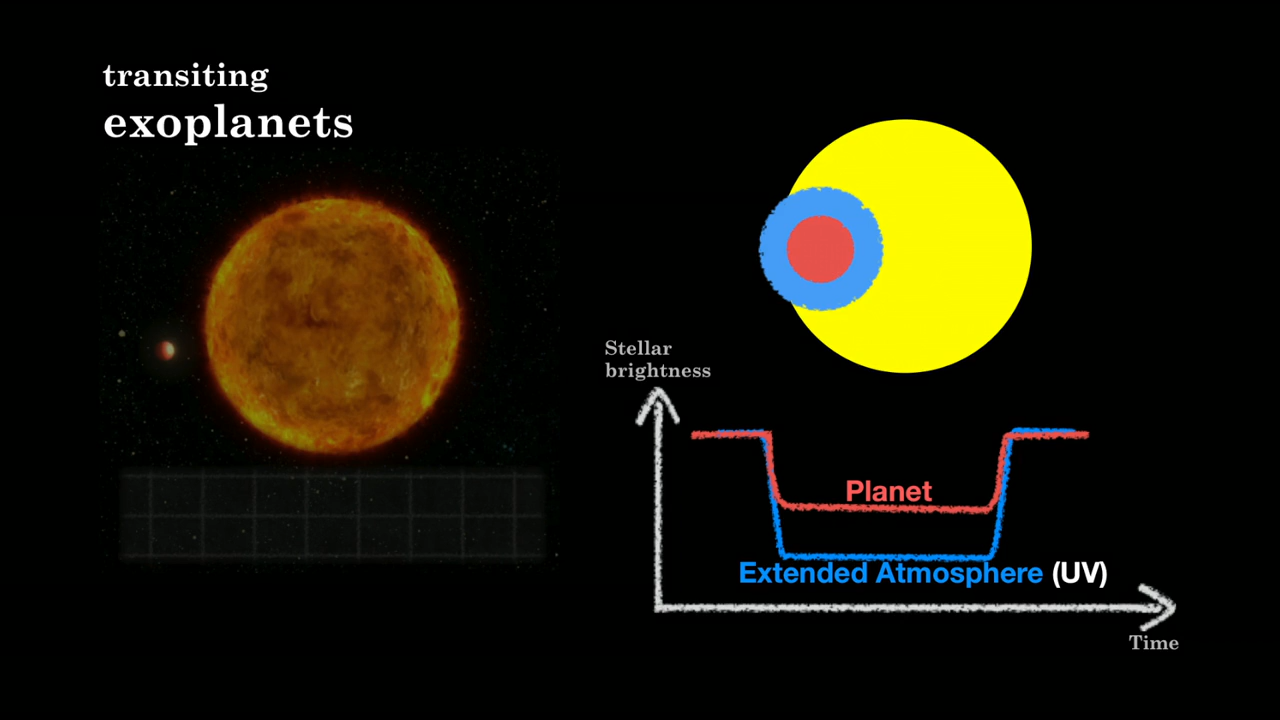 transiting
exoplanets
Stellar
brightness
Planet
Extended Atmosphere (UV)
Time